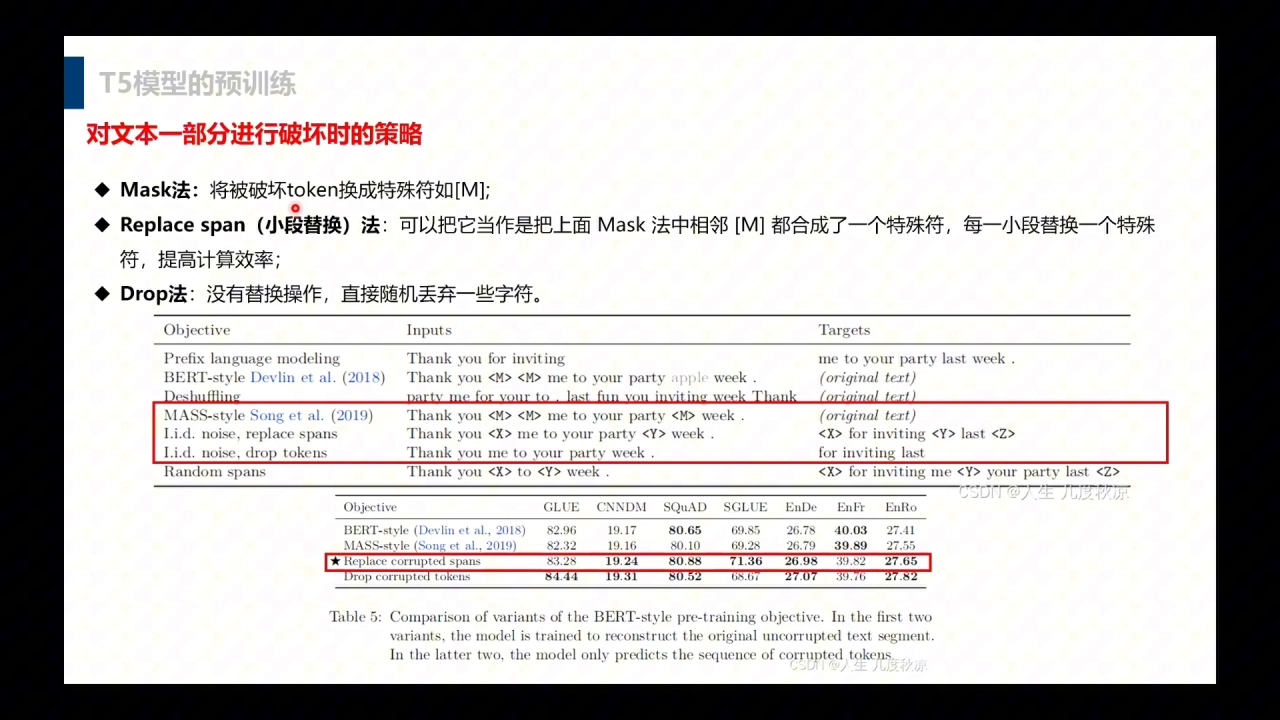 T5模型的预训练
对文本一部分进行破坏时的策略
◆ Mask法：将被破坏token换成特殊符如[M];
◆ Replace span（小段替换）法：可以把它当作是把上面 Mask 法中相邻 [M] 都合成了一个特殊符，每一小段替换一个特殊
符，提高计算效率；
◆ Drop法：没有替换操作，直接随机丢弃一些字符。
Objective Inputs Targets
Prefix language modeling Thank you for inviting me to your party last week .
BERT-style Devlin et al. (2018) Thank you <M> <M> me to your party apple week . (original text)
Deshuffling party me for your to . last fun you inviting week Thank (original text)
MASS-style Song et al. (2019) Thank you <M> <M> me to your party <M> week . (original text)
I.i.d. noise, replace spans Thank you <X> me to your party <Y> week . <X> for inviting <Y> last <Z>
I.i.d. noise, drop tokens Thank you me to your party week . for inviting last
Random spans Thank you <X> to <Y> week . <X> for inviting me <Y> your party last <Z>
CSDN @人生 几度秋凉
Objective GLUE CNNDM SQuAD SGLUE EnDe EnFr EnRo
BERT-style (Devlin et al., 2018) 82.96 19.17 80.65 69.85 26.78 40.03 27.41
MASS-style (Song et al., 2019) 82.32 19.16 80.10 69.28 26.79 39.89 27.55
★Replace corrupted spans 83.28 19.24 80.88 71.36 26.98 39.82 27.65
Drop corrupted tokens 84.44 19.31 80.52 68.67 27.07 39.76 27.82
Table 5: Comparison of variants of the BERT-style pre-training objective. In the first two
variants, the model is trained to reconstruct the original uncorrupted text segment.
In the latter two, the model only predicts the sequence of corrupted tokens.
CSDN @人生 几度秋凉